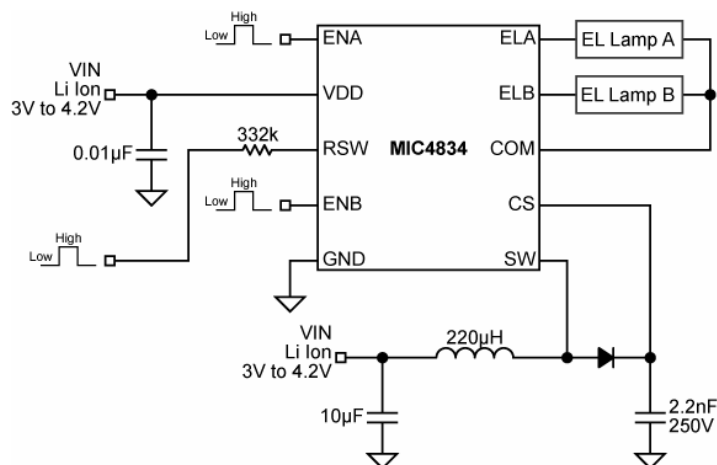 High
Low
ENA
ELA
EL Lamp A
VIN
Li Ion
3V to 4.2V
VDD
ELB
EL Lamp B
0.01µF
332k
RSW
MIC4834
COM
High
Low
ENB
CS
High
Low
GND
SW
VIN
Li Ion
3V to 4.2V
220µH
10µF
2.2nF
250V